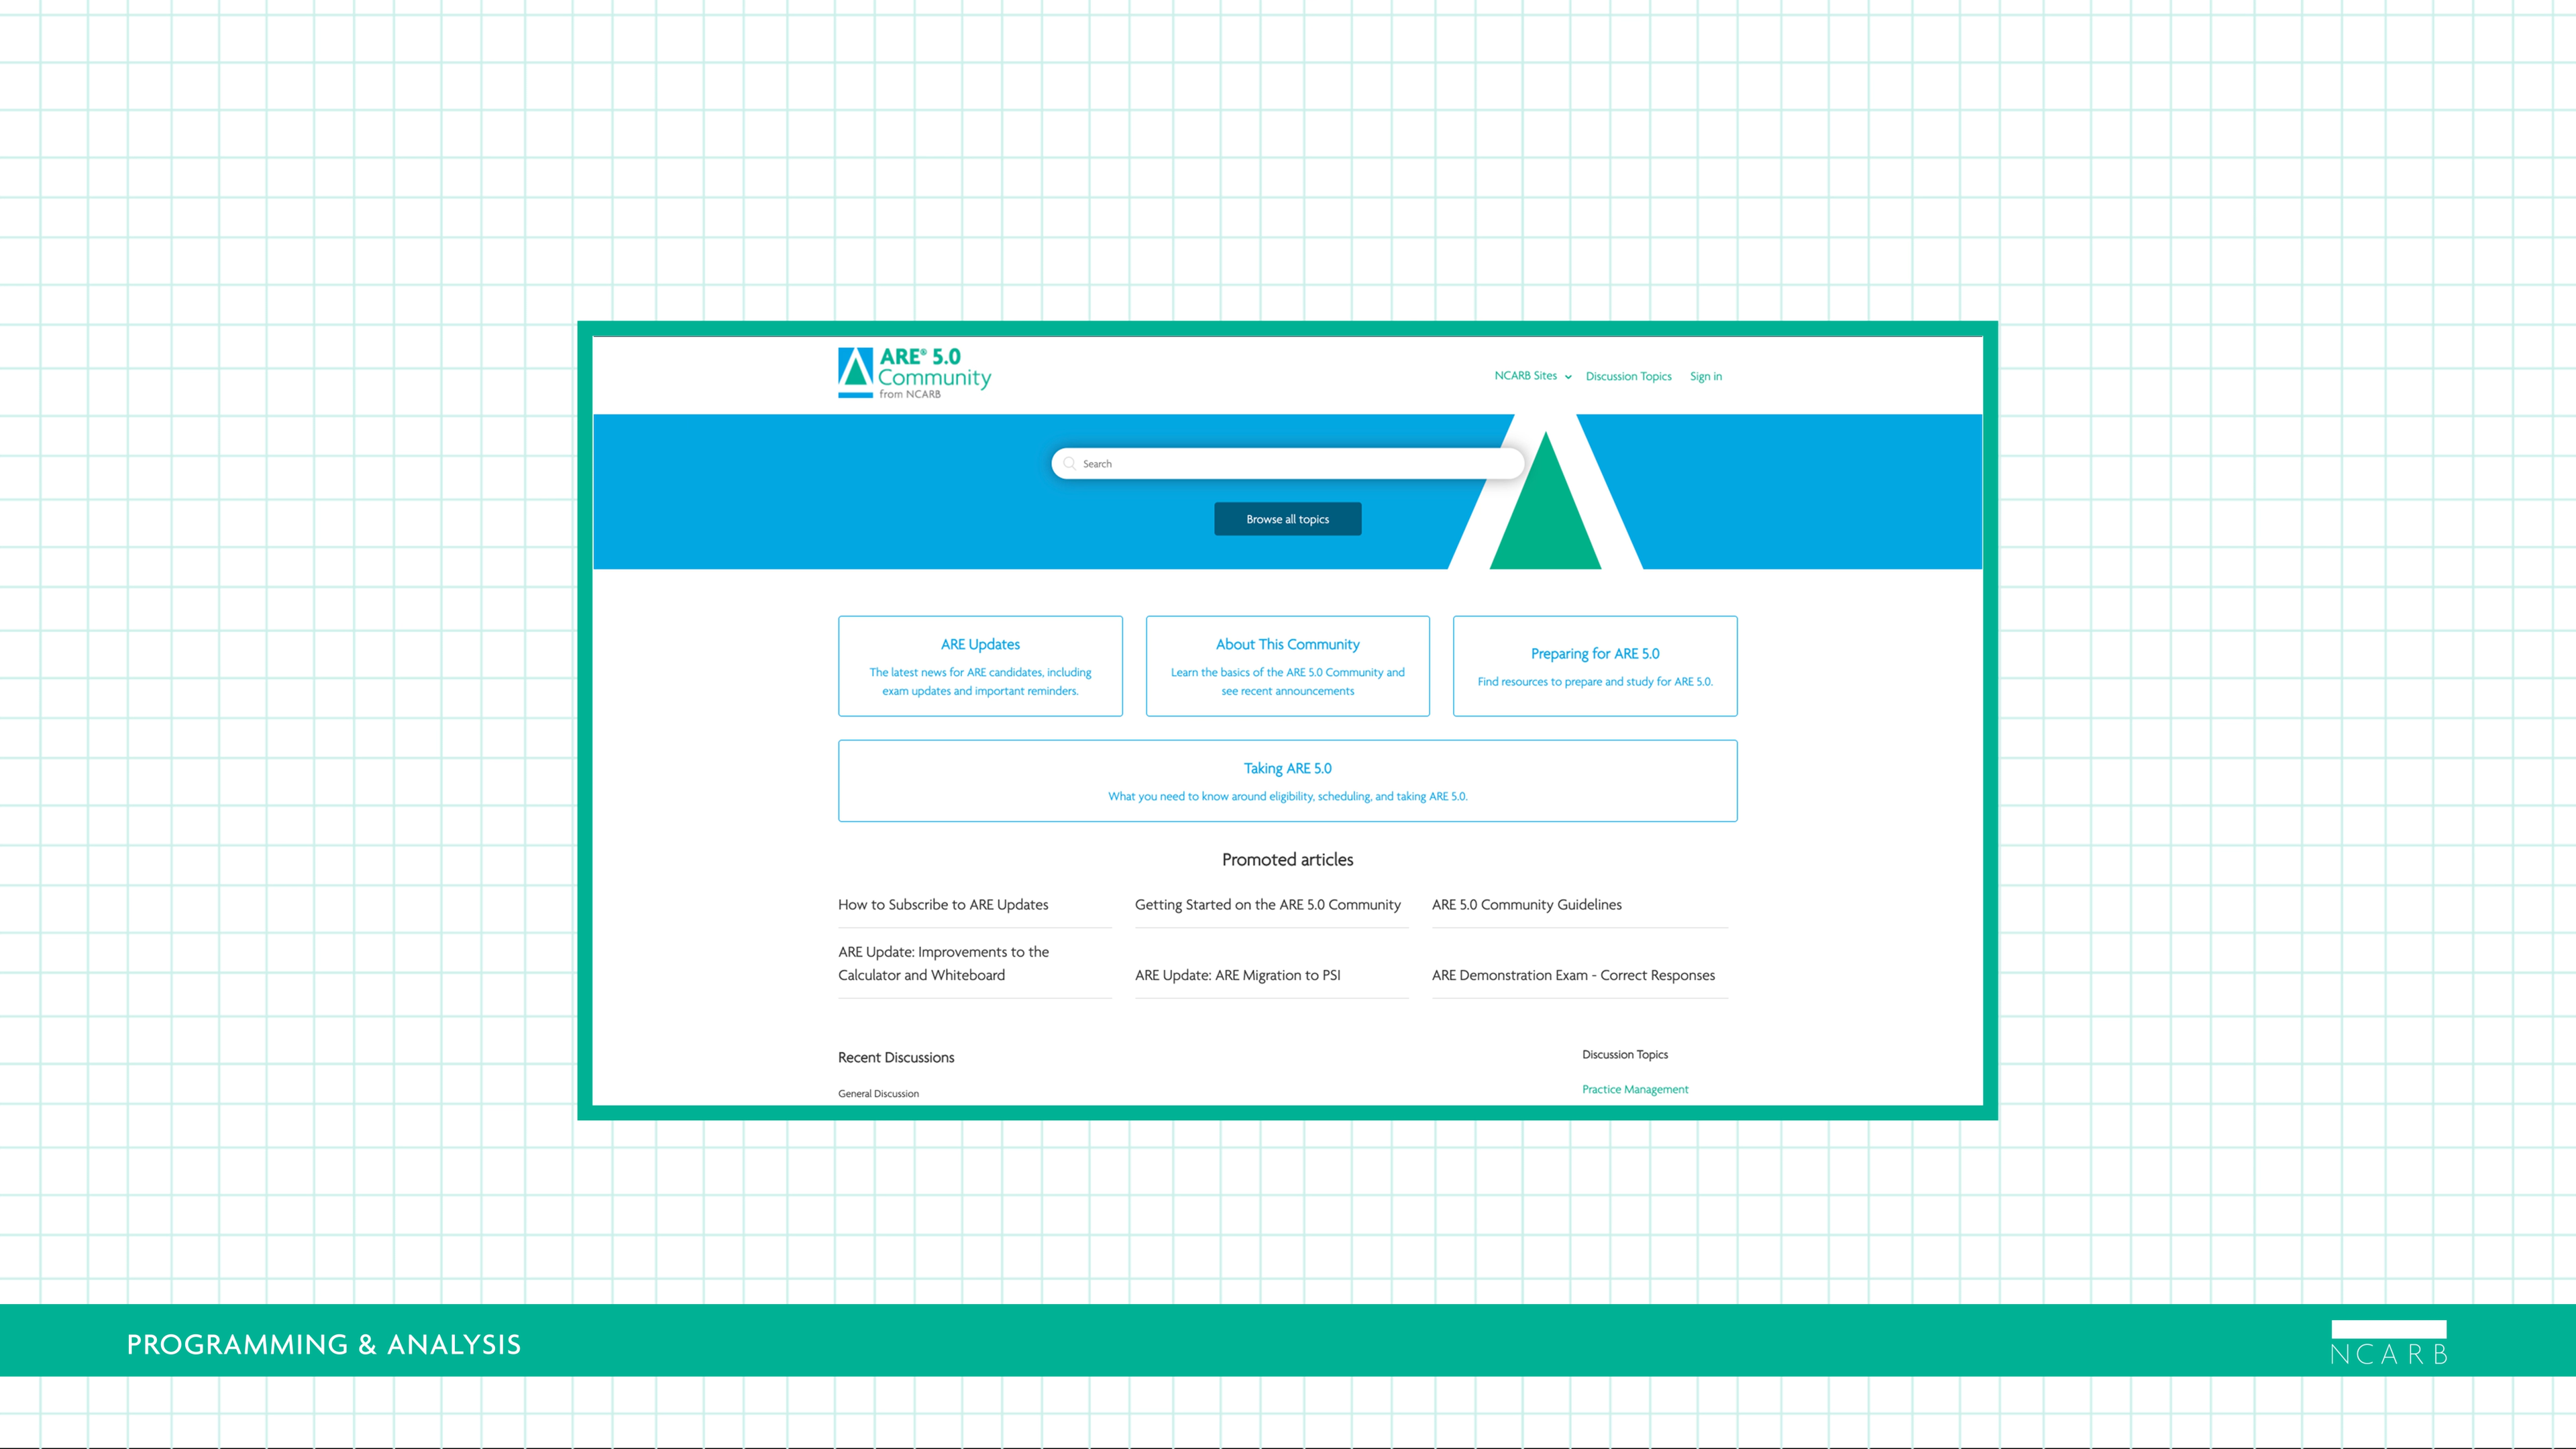 ARE® 5.0
Community
from NCARB
NCARB Sites
Discussion Topics
Sign in
Search
Browse all topics
ARE Updates
The latest news for ARE candidates, including
exam updates and important reminders.
About This Community
Learn the basics of the ARE 5.0 Community and
see recent announcements
Preparing for ARE 5.0
Find resources to prepare and study for ARE 5.0.
Taking ARE 5.0
What you need to know around eligibility, scheduling, and taking ARE 5.0.
Promoted articles
How to Subscribe to ARE Updates
Getting Started on the ARE 5.0 Community
ARE 5.0 Community Guidelines
ARE Update: Improvements to the
Calculator and Whiteboard
ARE Update: ARE Migration to PSI
ARE Demonstration Exam - Correct Responses
Recent Discussions
General Discussion
Discussion Topics
Practice Management
PROGRAMMING & ANALYSIS
NCARB